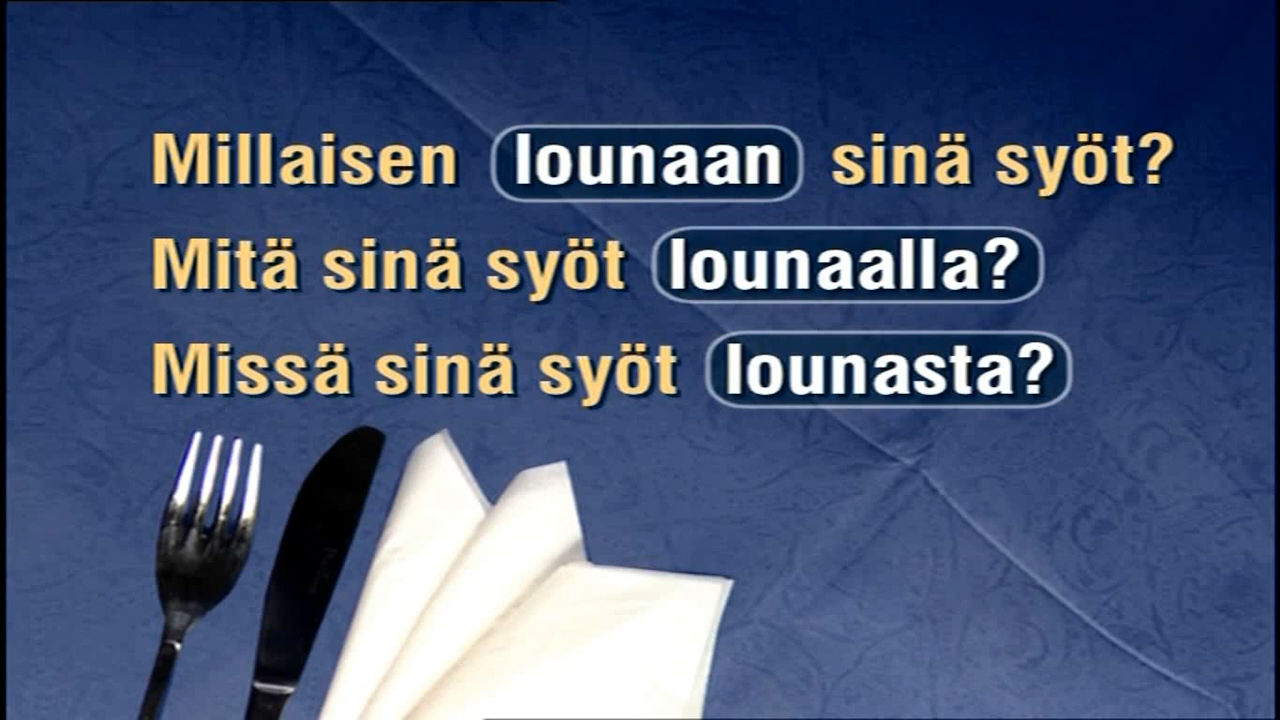 Millaisen lounaan sinä syöt?
Mitä sinä syöt lounaalla?
Missä sinä syöt lounasta?